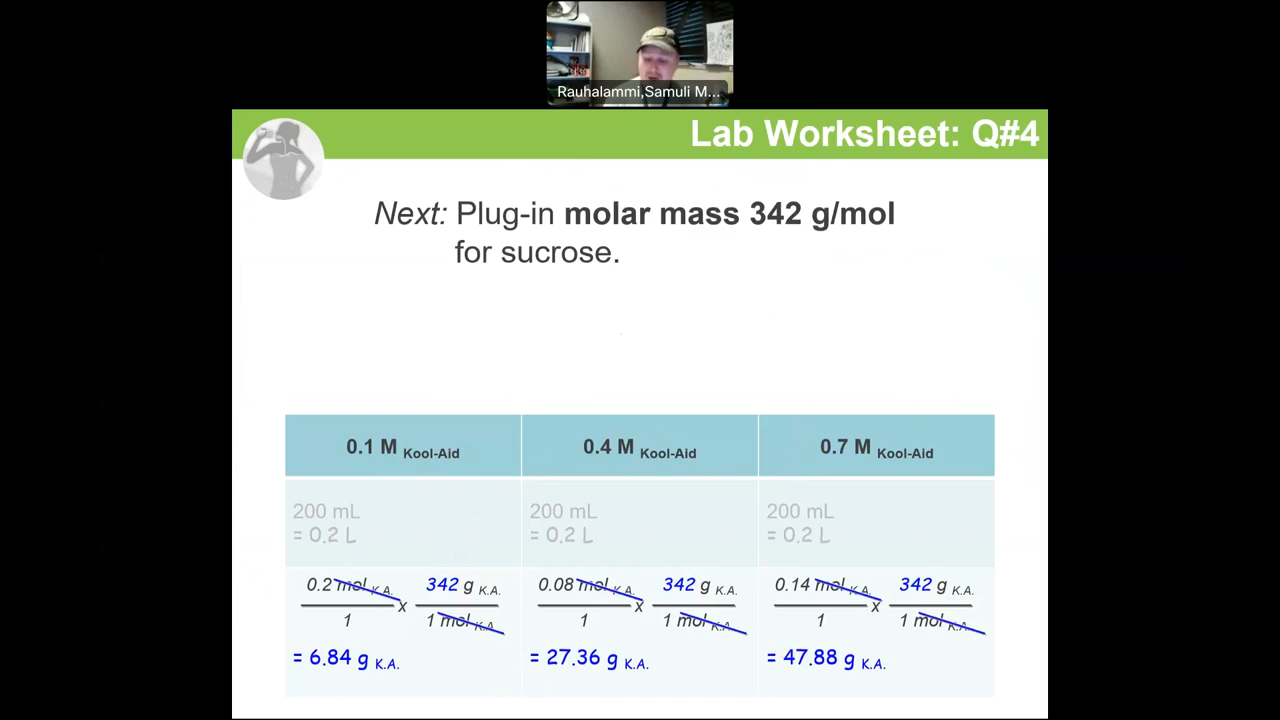 Rauhalammi,Samuli M...
Lab Worksheet: Q#4
Next: Plug-in molar mass 342 g/mol
for sucrose.
0.1 M Kool-Aid
0.4 M Kool-Aid
0.7 M Kool-Aid
200 mL
= 0.2 L
200 mL
= 0.2 L
200 mL
= 0.2 L
0.2 mol K.A. x 342 g K.A.
1 1 mol K.A.
= 6.84 g K.A.
0.08 mol K.A. x 342 g K.A.
1 1 mol K.A.
= 27.36 g K.A.
0.14 mol K.A. x 342 g K.A.
1 1 mol K.A.
= 47.88 g K.A.